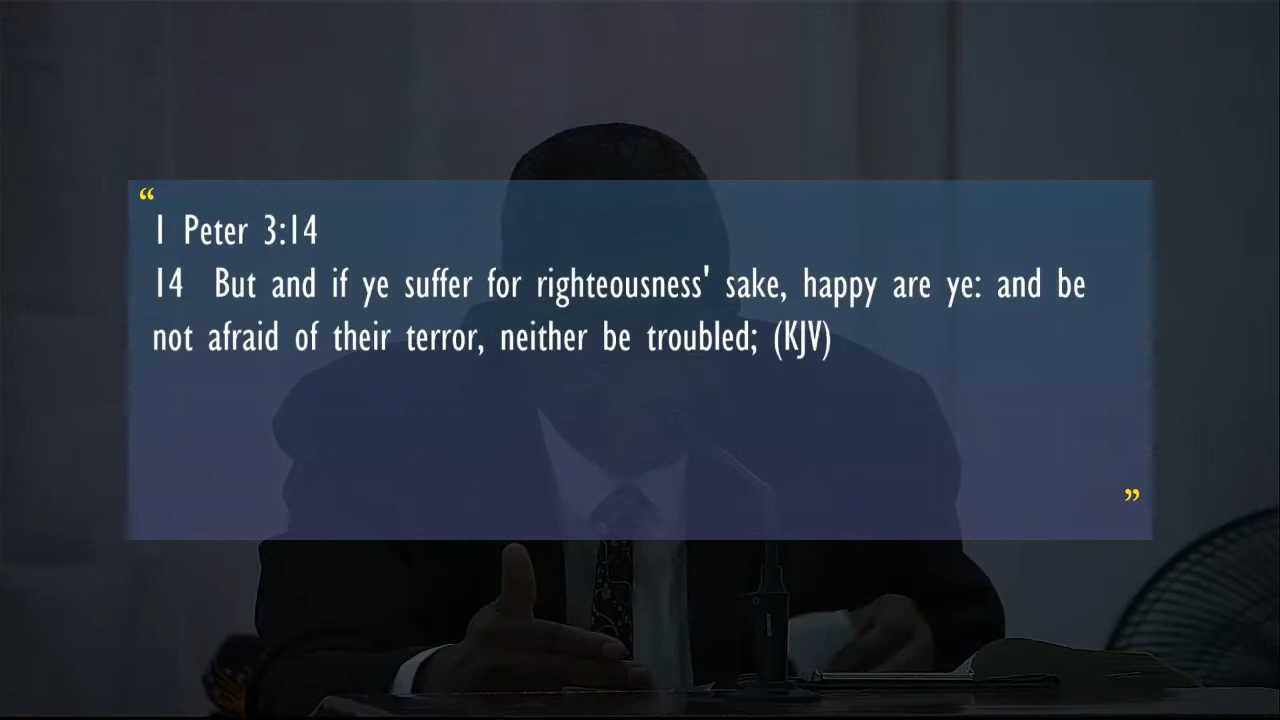 “
1 Peter 3:14
14 But and if ye suffer for righteousness' sake, happy are ye: and be
not afraid of their terror, neither be troubled; (KJV)
”